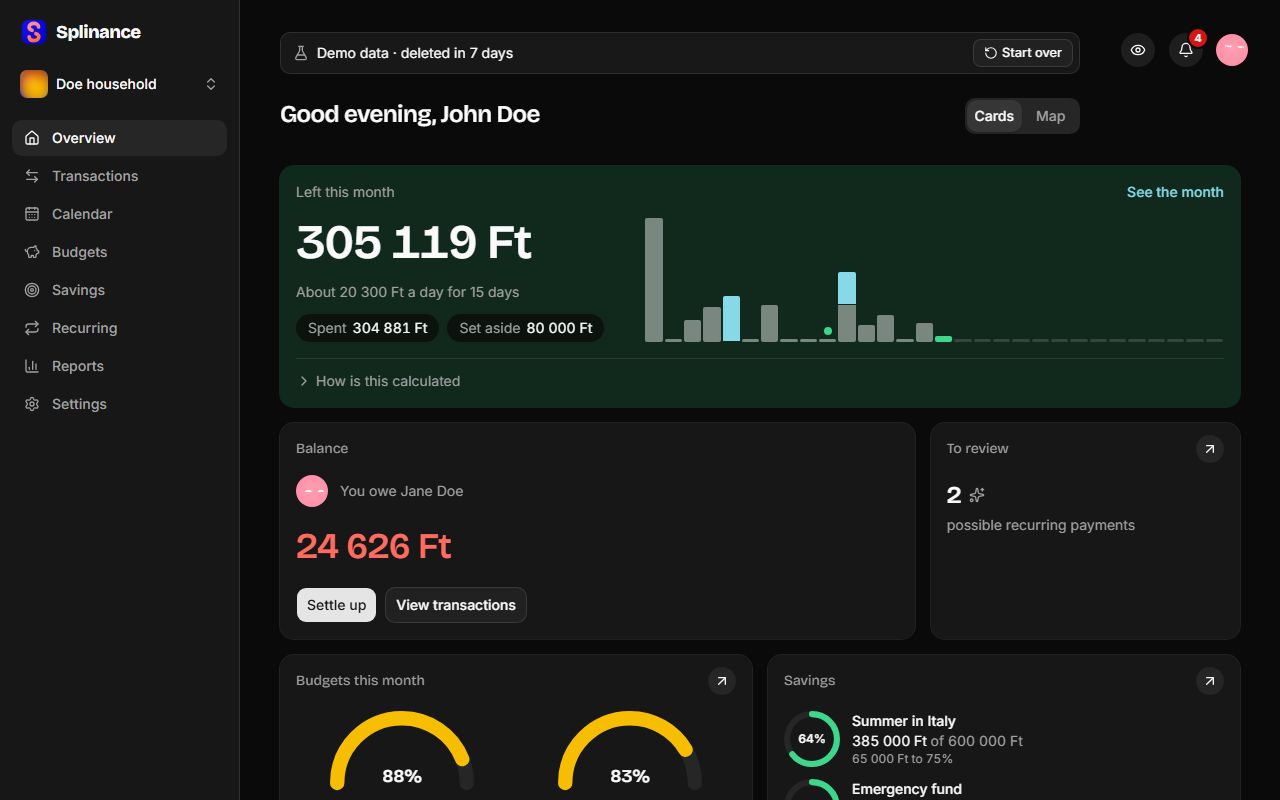 Splinance
Doe household
Overview
Transactions
Calendar
Budgets
Savings
Recurring
Reports
Settings
Demo data · deleted in 7 days
Start over
4
Good evening, John Doe
Cards
Map
Left this month
See the month
305 119 Ft
About 20 300 Ft a day for 15 days
Spent 304 881 Ft
Set aside 80 000 Ft
How is this calculated
Balance
You owe Jane Doe
24 626 Ft
Settle up
View transactions
To review
2
possible recurring payments
Budgets this month
88%
83%
Savings
64%
Summer in Italy
385 000 Ft of 600 000 Ft
65 000 Ft to 75%
Emergency fund